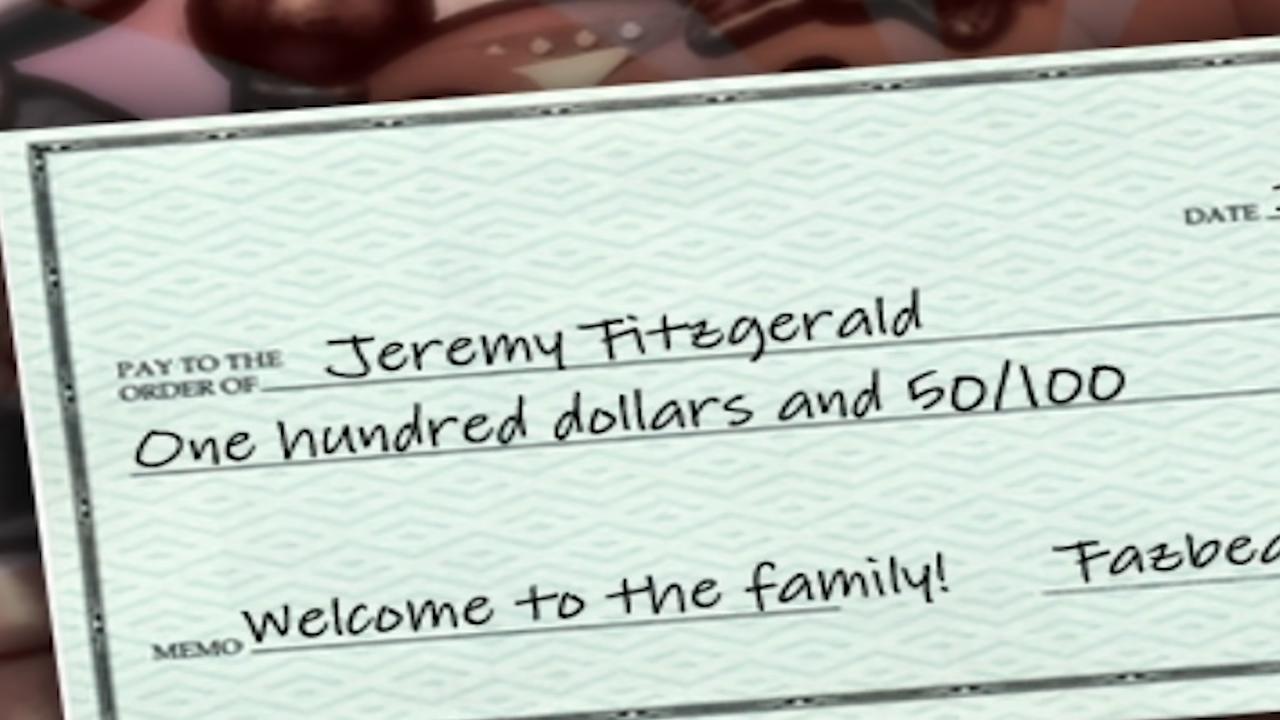 DATE
PAY TO THE
ORDER OF Jeremy Fitzgerald
One hundred dollars and 50/100
MEMO Welcome to the family!